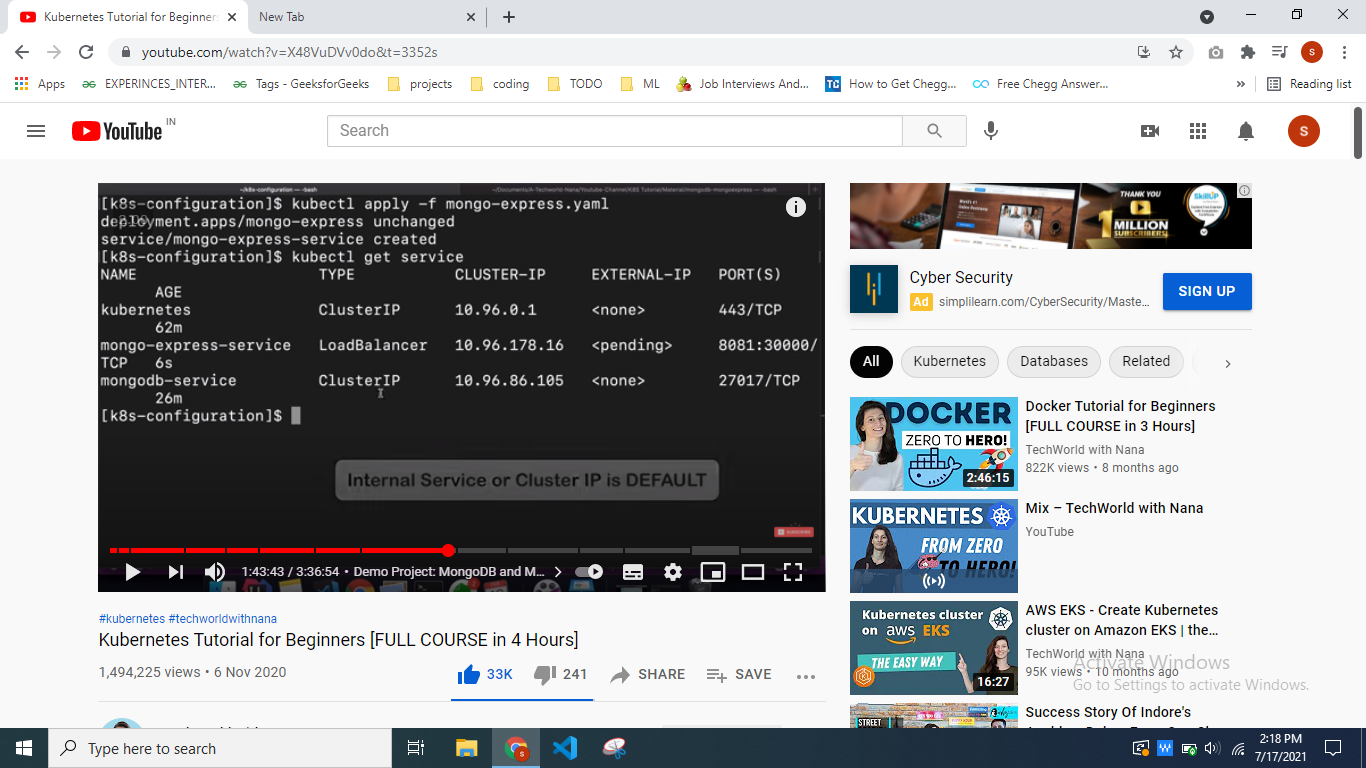 Kubernetes Tutorial for Beginners
New Tab
youtube.com/watch?v=X48VuDVv0do&t=3352s
S
Apps
EXPERINCES_INTER...
Tags - GeeksforGeeks
projects
coding
TODO
ML
Job Interviews And...
How to Get Chegg...
Free Chegg Answer...
Reading list
YouTube IN
Search
S
~/k8s-configuration — -bash
[k8s-configuration]$ kubectl apply -f mongo-express.yaml
deployment.apps/mongo-express unchanged
service/mongo-express-service created
[k8s-configuration]$ kubectl get service
NAME TYPE CLUSTER-IP EXTERNAL-IP PORT(S)
AGE
kubernetes ClusterIP 10.96.0.1 <none> 443/TCP
62m
mongo-express-service LoadBalancer 10.96.178.16 <pending> 8081:30000/
TCP 6s
mongodb-service ClusterIP 10.96.86.105 <none> 27017/TCP
26m
[k8s-configuration]$
Internal Service or Cluster IP is DEFAULT
SUBSCRIBE
1:43:43 / 3:36:54 • Demo Project: MongoDB and M...
#kubernetes #techworldwithnana
Kubernetes Tutorial for Beginners [FULL COURSE in 4 Hours]
1,494,225 views • 6 Nov 2020
33K
241
SHARE
SAVE
THANK YOU
1 MILLION
SUBSCRIBERS
SKILLUP
Cyber Security
Ad simplilearn.com/CyberSecurity/Maste...
SIGN UP
All
Kubernetes
Databases
Related
DOCKER
ZERO TO HERO!
2:46:15
Docker Tutorial for Beginners
[FULL COURSE in 3 Hours]
TechWorld with Nana
822K views • 8 months ago
KUBERNETES
FROM ZERO
TO HERO!
Mix – TechWorld with Nana
YouTube
Kubernetes cluster
on aws EKS
THE EASY WAY
16:27
AWS EKS - Create Kubernetes
cluster on Amazon EKS | the...
TechWorld with Nana
95K views • 10 months ago
Activate Windows
Go to Settings to activate Windows.
STREET
Success Story Of Indore's
Type here to search
2:18 PM
7/17/2021